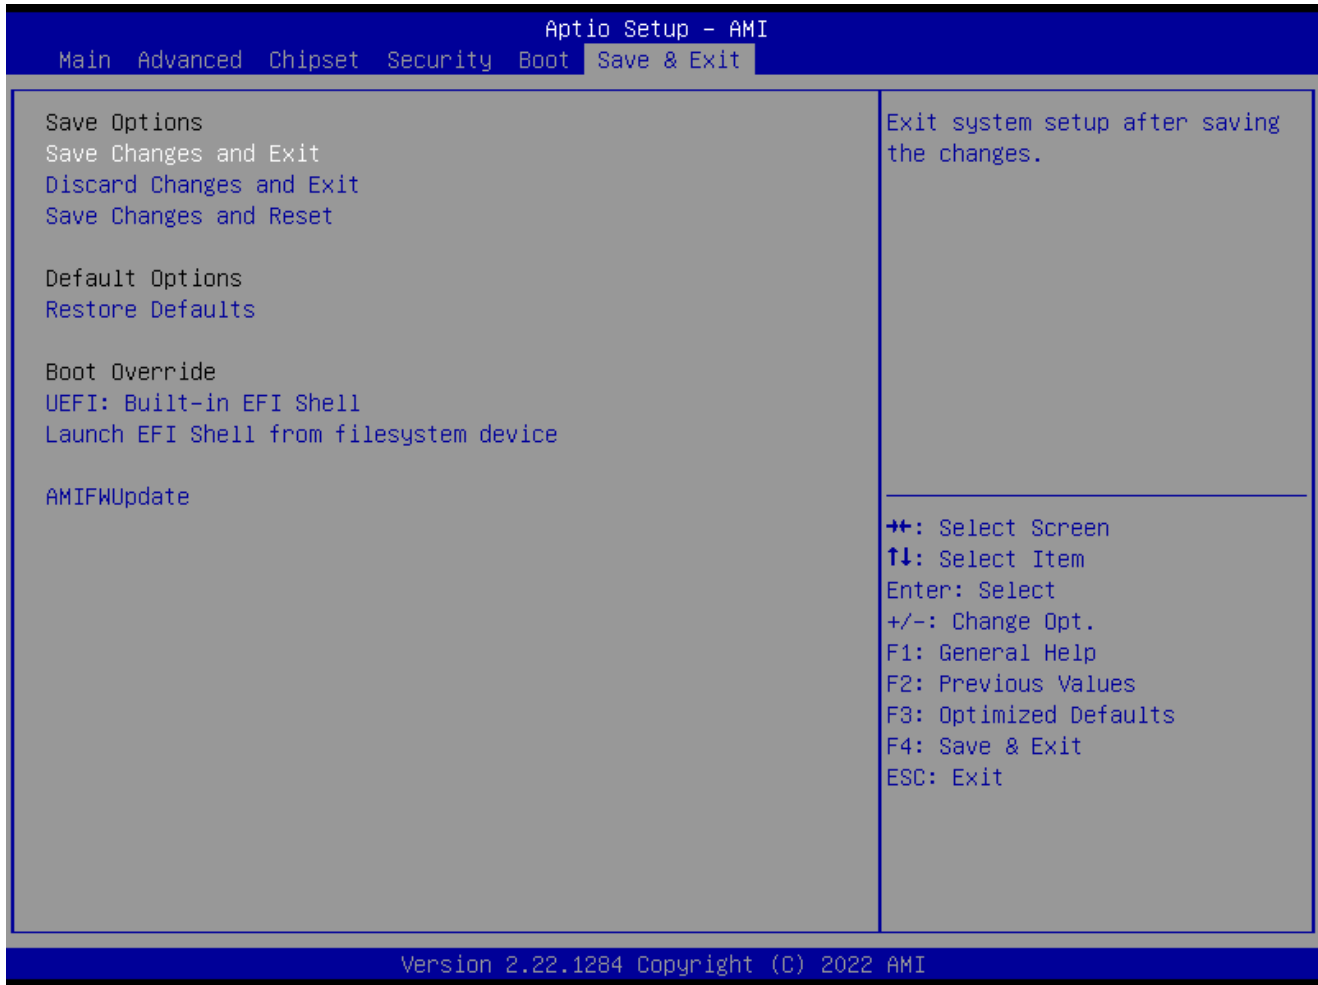 Aptio Setup – AMI
Main Advanced Chipset Security Boot Save & Exit
Save Options
Save Changes and Exit
Discard Changes and Exit
Save Changes and Reset
Default Options
Restore Defaults
Boot Override
UEFI: Built-in EFI Shell
Launch EFI Shell from filesystem device
AMIFWUpdate
Exit system setup after saving
the changes.
→←: Select Screen
↑↓: Select Item
Enter: Select
+/-: Change Opt.
F1: General Help
F2: Previous Values
F3: Optimized Defaults
F4: Save & Exit
ESC: Exit
Version 2.22.1284 Copyright (C) 2022 AMI